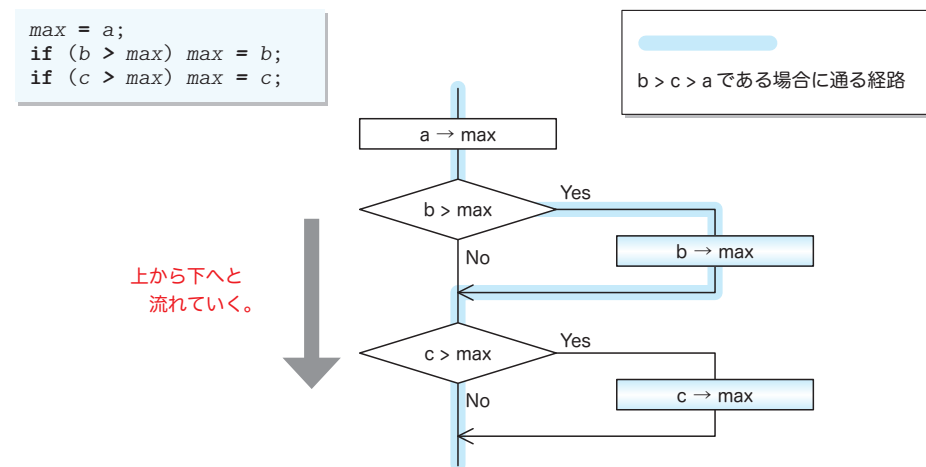 max = a;
if (b > max) max = b;
if (c > max) max = c;
b > c > a である場合に通る経路
a → max
b > max
Yes
b → max
No
上から下へと
流れていく。
c > max
Yes
c → max
No